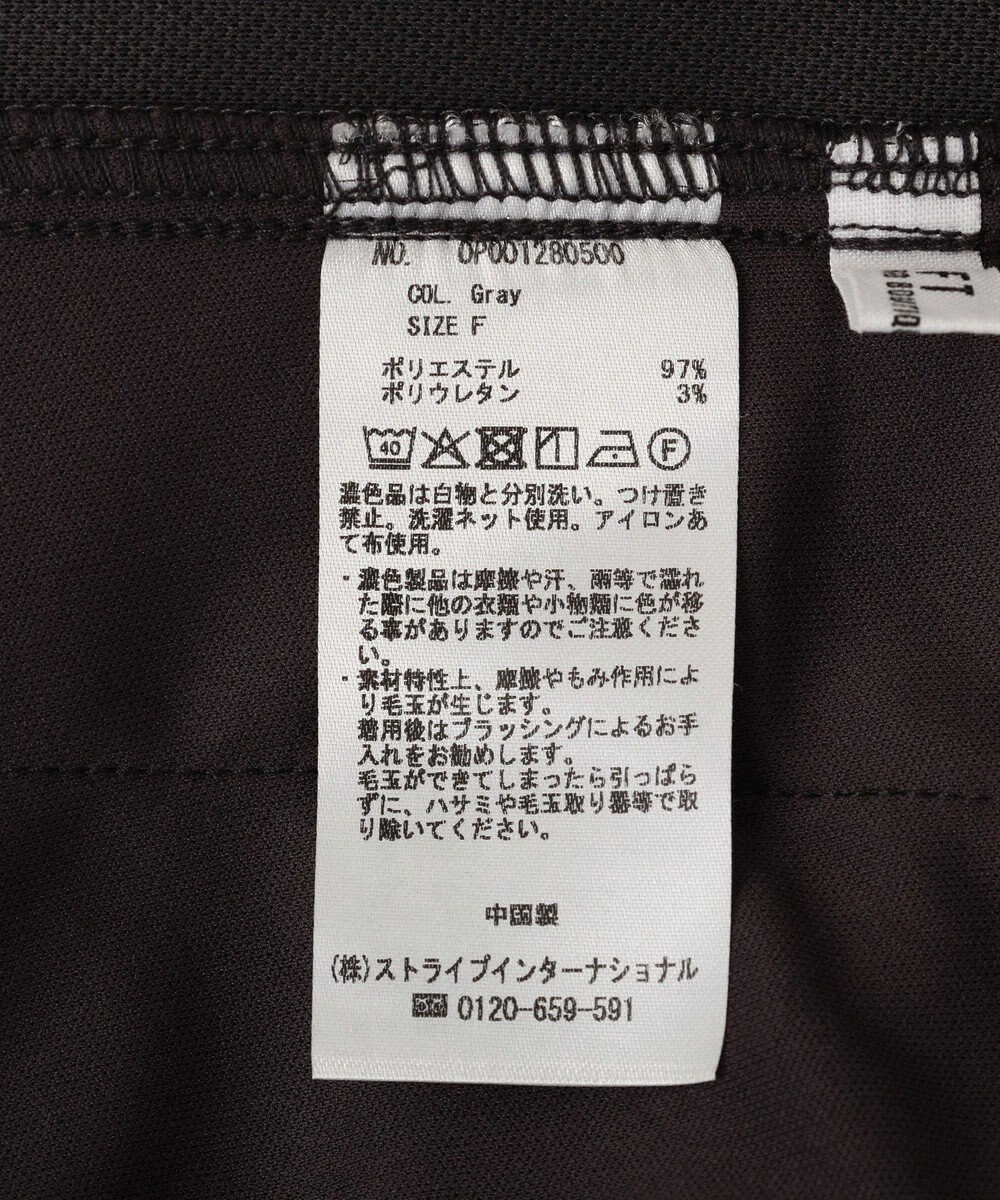 NO. OP001280500
COL. Gray
SIZE F
ポリエステル 97%
ポリウレタン 3%
40
F
濃色品は白物と分別洗い。つけ置き
禁止。洗濯ネット使用。アイロンあ
て布使用。
・濃色製品は摩擦や汗、雨等で濡れ
た際に他の衣類や小物類に色が移
る事がありますのでご注意くださ
い。
・素材特性上、摩擦やもみ作用によ
り毛玉が生じます。
着用後はブラッシングによるお手
入れをお勧めします。
毛玉ができてしまったら引っぱら
ずに、ハサミや毛玉取り器等で取
り除いてください。
中国製
(株)ストライプインターナショナル
0120-659-591
FT